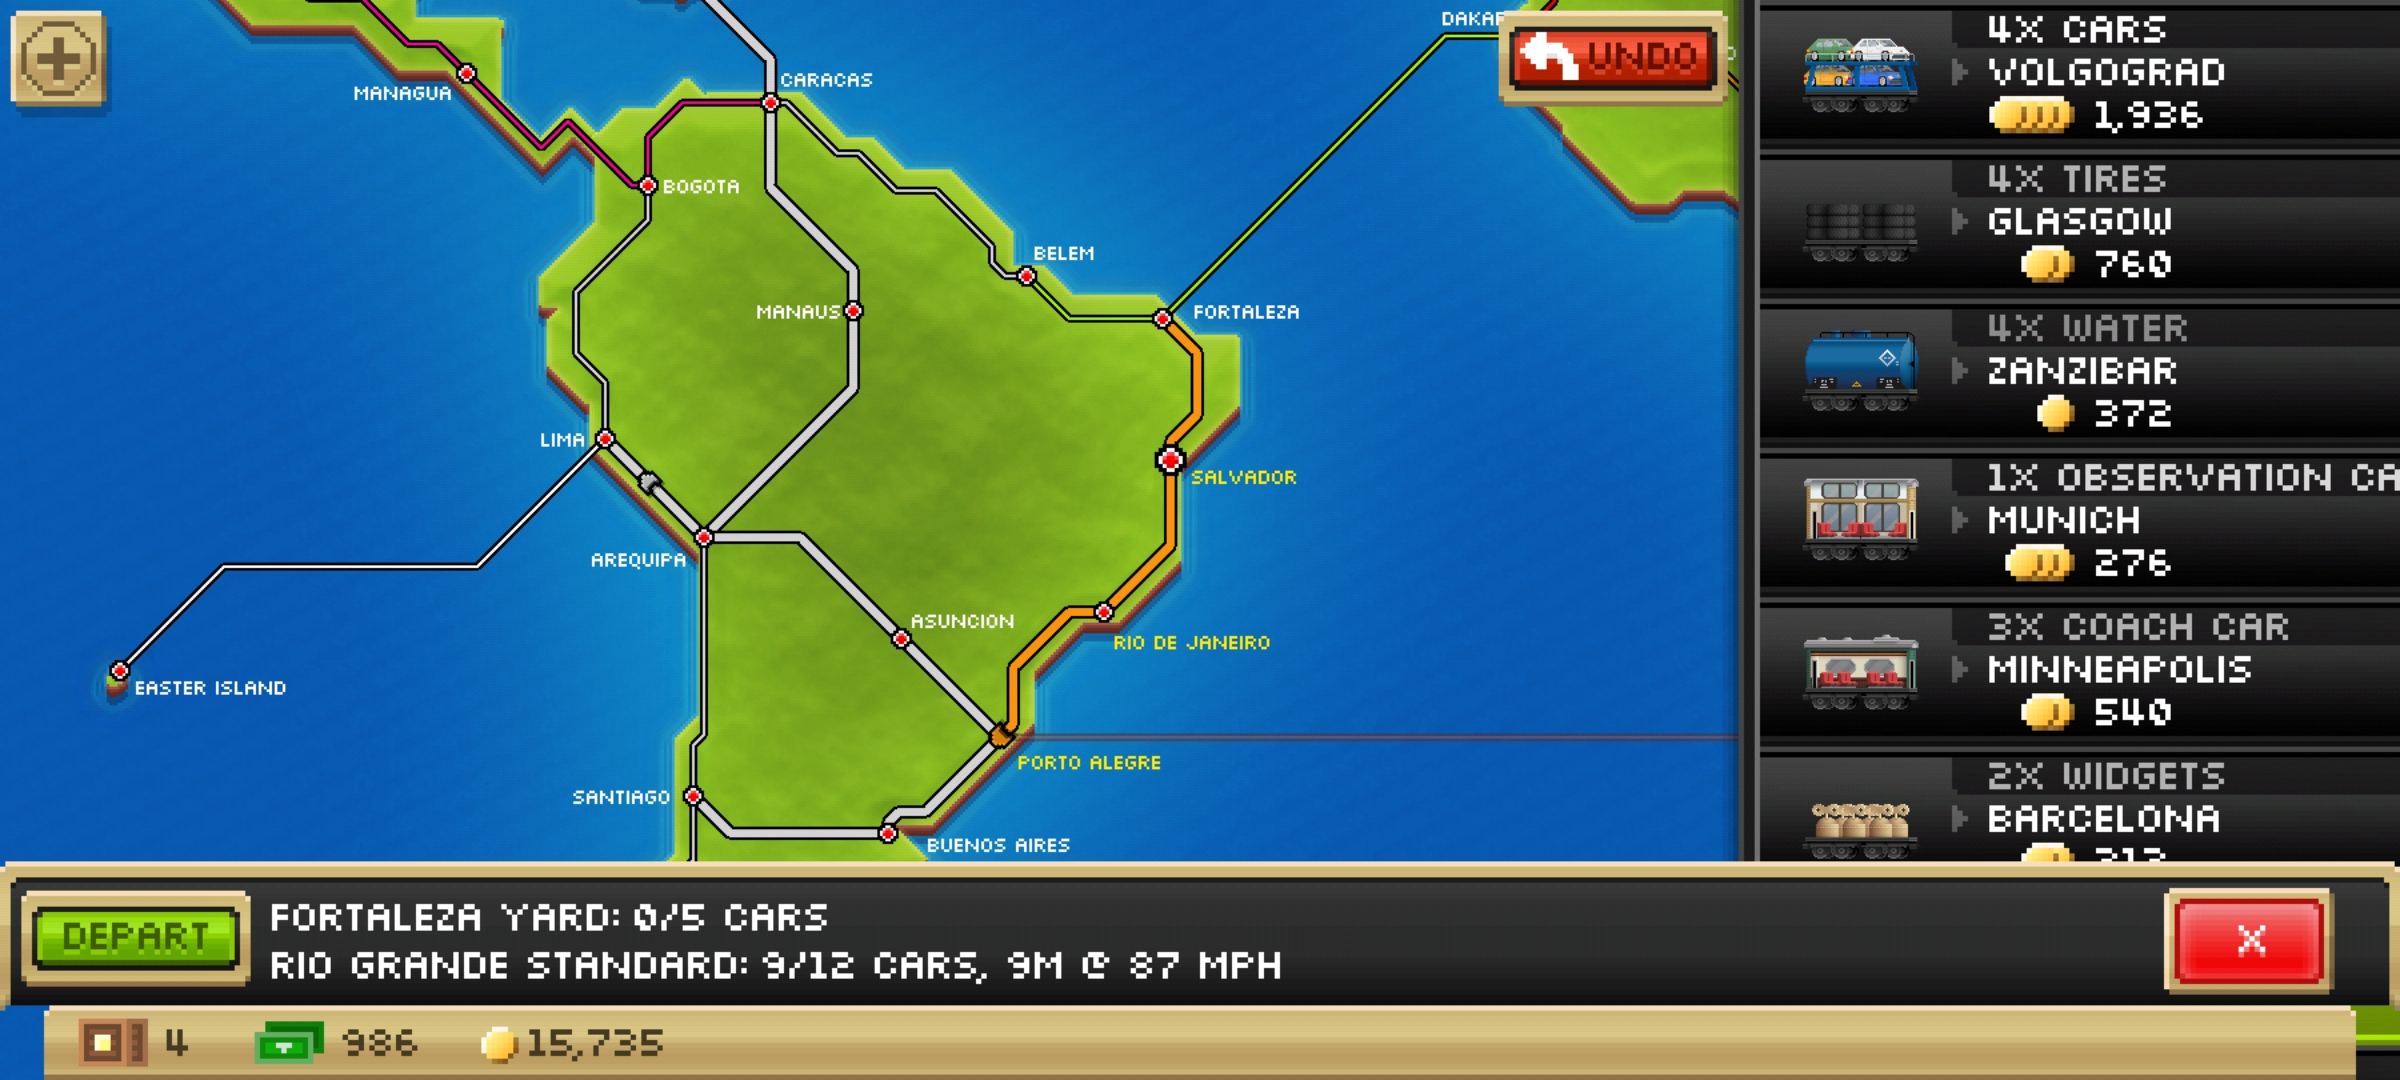 DAKAR
UNDO
MANAGUA
CARACAS
BOGOTA
BELEM
MANAUS
FORTALEZA
LIMA
SALVADOR
AREQUIPA
ASUNCION
RIO DE JANEIRO
EASTER ISLAND
PORTO ALEGRE
SANTIAGO
BUENOS AIRES
4X CARS
VOLGOGRAD
1,936
4X TIRES
GLASGOW
760
4X WATER
ZANZIBAR
372
1X OBSERVATION CA
MUNICH
276
3X COACH CAR
MINNEAPOLIS
540
2X WIDGETS
BARCELONA
312
DEPART
FORTALEZA YARD: 0/5 CARS
RIO GRANDE STANDARD: 9/12 CARS, 9M @ 87 MPH
X
4
986
15,735